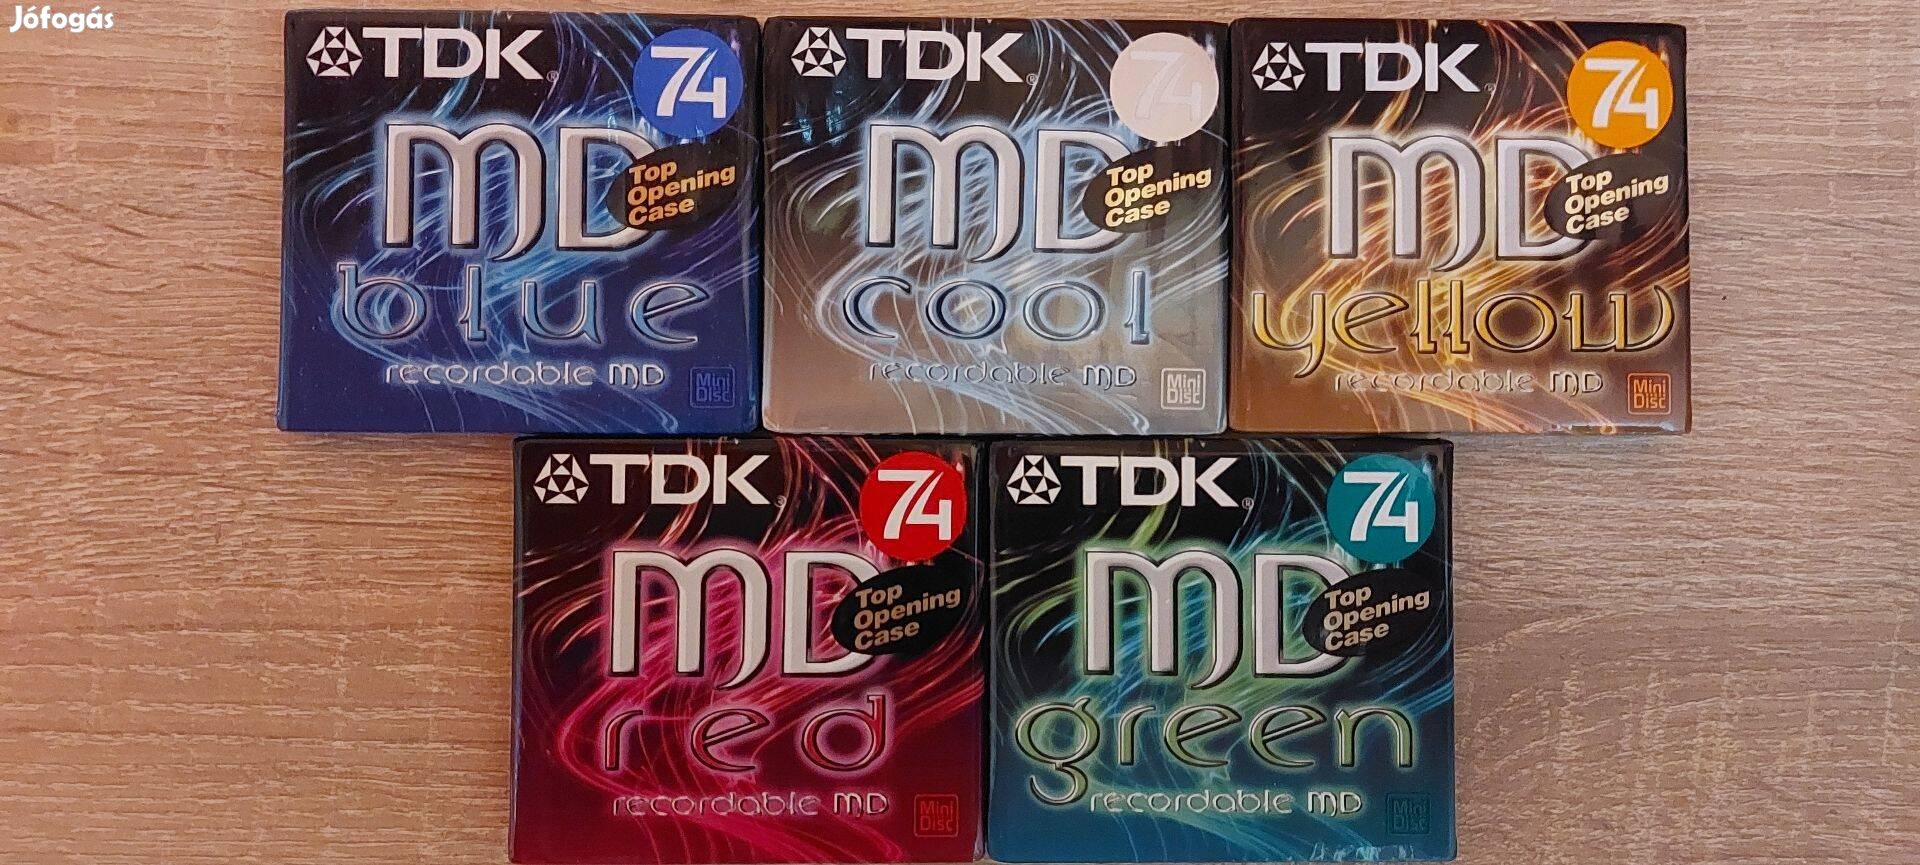 Jófogás
TDK
74
MD
Top
Opening
Case
blue
recordable MD
Mini
Disc
TDK
74
MD
Top
Opening
Case
cool
recordable MD
Mini
Disc
TDK
74
MD
Top
Opening
Case
yellow
recordable MD
Mini
Disc
TDK
74
MD
Top
Opening
Case
red
recordable MD
Mini
Disc
TDK
74
MD
Top
Opening
Case
green
recordable MD
Mini
Disc